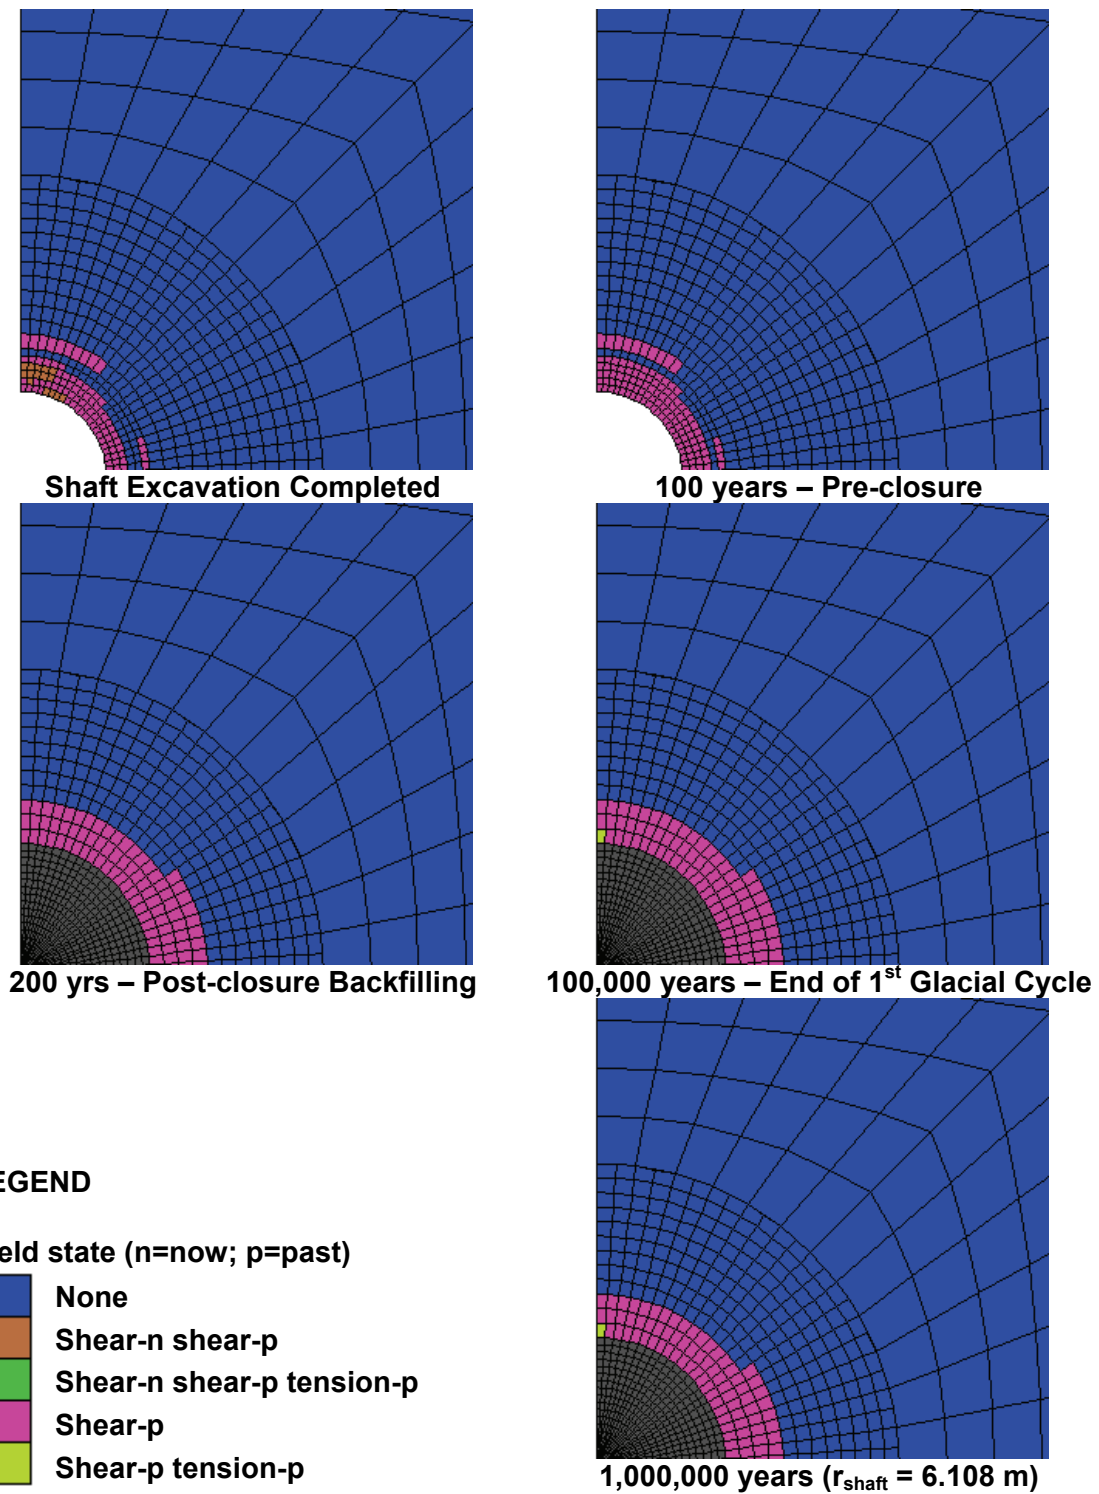 Shaft Excavation Completed
100 years – Pre-closure
200 yrs – Post-closure Backfilling
100,000 years – End of 1st Glacial Cycle
EGEND
eld state (n=now; p=past)
None
Shear-n shear-p
Shear-n shear-p tension-p
Shear-p
Shear-p tension-p
1,000,000 years (rshaft = 6.108 m)